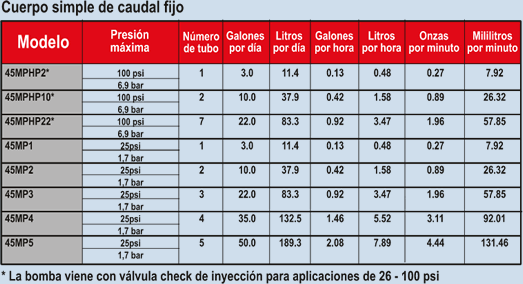 Cuerpo simple de caudal fijo
Modelo Presión máxima Número de tubo Galones por día Litros por día Galones por hora Litros por hora Onzas por minuto Mililitros por minuto
45MPHP2* 100 psi 1 3.0 11.4 0.13 0.48 0.27 7.92
6,9 bar
45MPHP10* 100 psi 2 10.0 37.9 0.42 1.58 0.89 26.32
6,9 bar
45MPHP22* 100 psi 7 22.0 83.3 0.92 3.47 1.96 57.85
6,9 bar
45MP1 25psi 1 3.0 11.4 0.13 0.48 0.27 7.92
1,7 bar
45MP2 25psi 2 10.0 37.9 0.42 1.58 0.89 26.32
1,7 bar
45MP3 25psi 3 22.0 83.3 0.92 3.47 1.96 57.85
1,7 bar
45MP4 25psi 4 35.0 132.5 1.46 5.52 3.11 92.01
1,7 bar
45MP5 25psi 5 50.0 189.3 2.08 7.89 4.44 131.46
1,7 bar
* La bomba viene con válvula check de inyección para aplicaciones de 26 - 100 psi